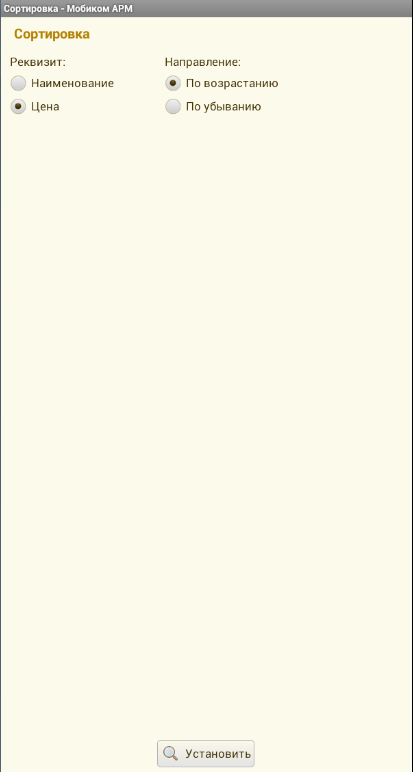 Сортировка - Мобиком АРМ
Сортировка
Реквизит: Направление:
Наименование По возрастанию
Цена По убыванию
Установить